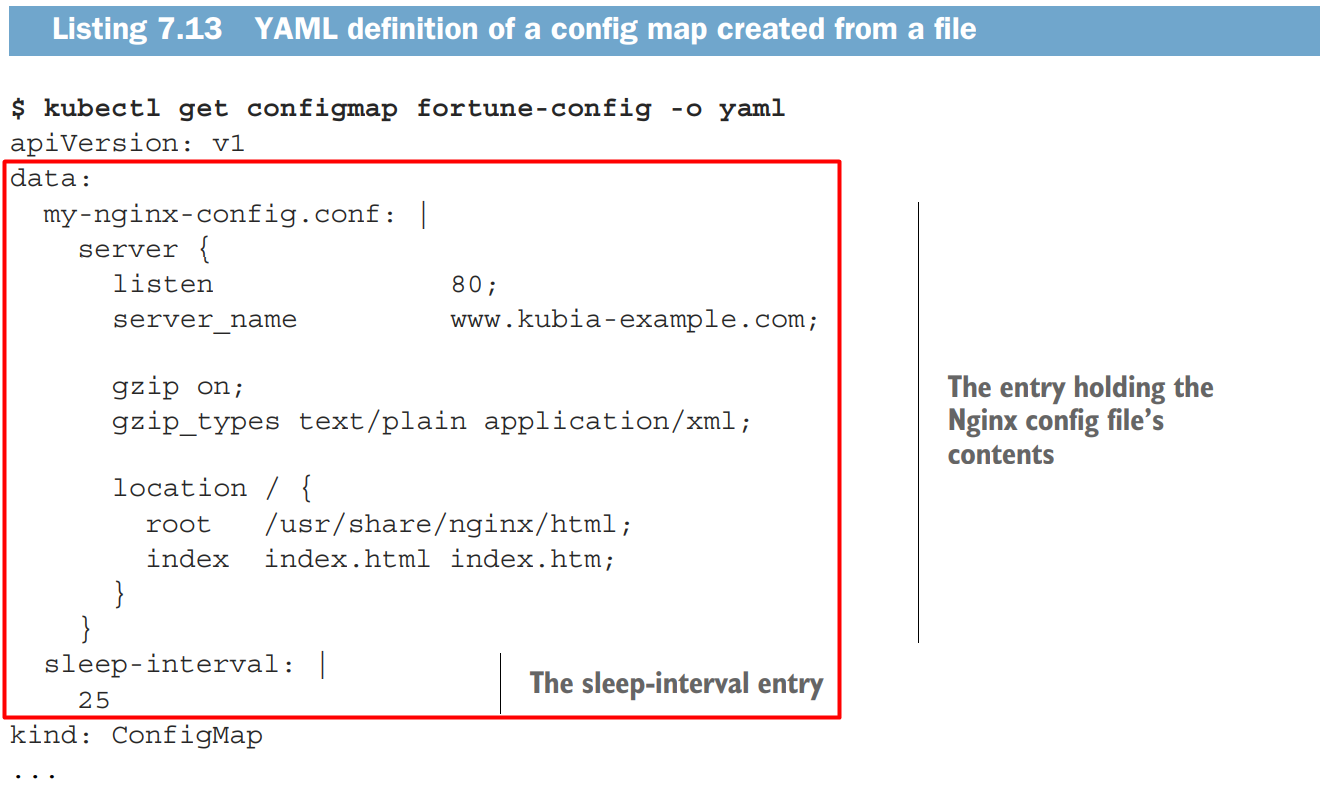 Listing 7.13 YAML definition of a config map created from a file
$ kubectl get configmap fortune-config -o yaml
apiVersion: v1
data:
  my-nginx-config.conf: |
    server {
      listen              80;
      server_name         www.kubia-example.com;
      gzip on;
      gzip_types text/plain application/xml;
      location / {
        root   /usr/share/nginx/html;
        index  index.html index.htm;
      }
    }
The entry holding the
Nginx config file’s
contents
  sleep-interval: |
    25
The sleep-interval entry
kind: ConfigMap
...